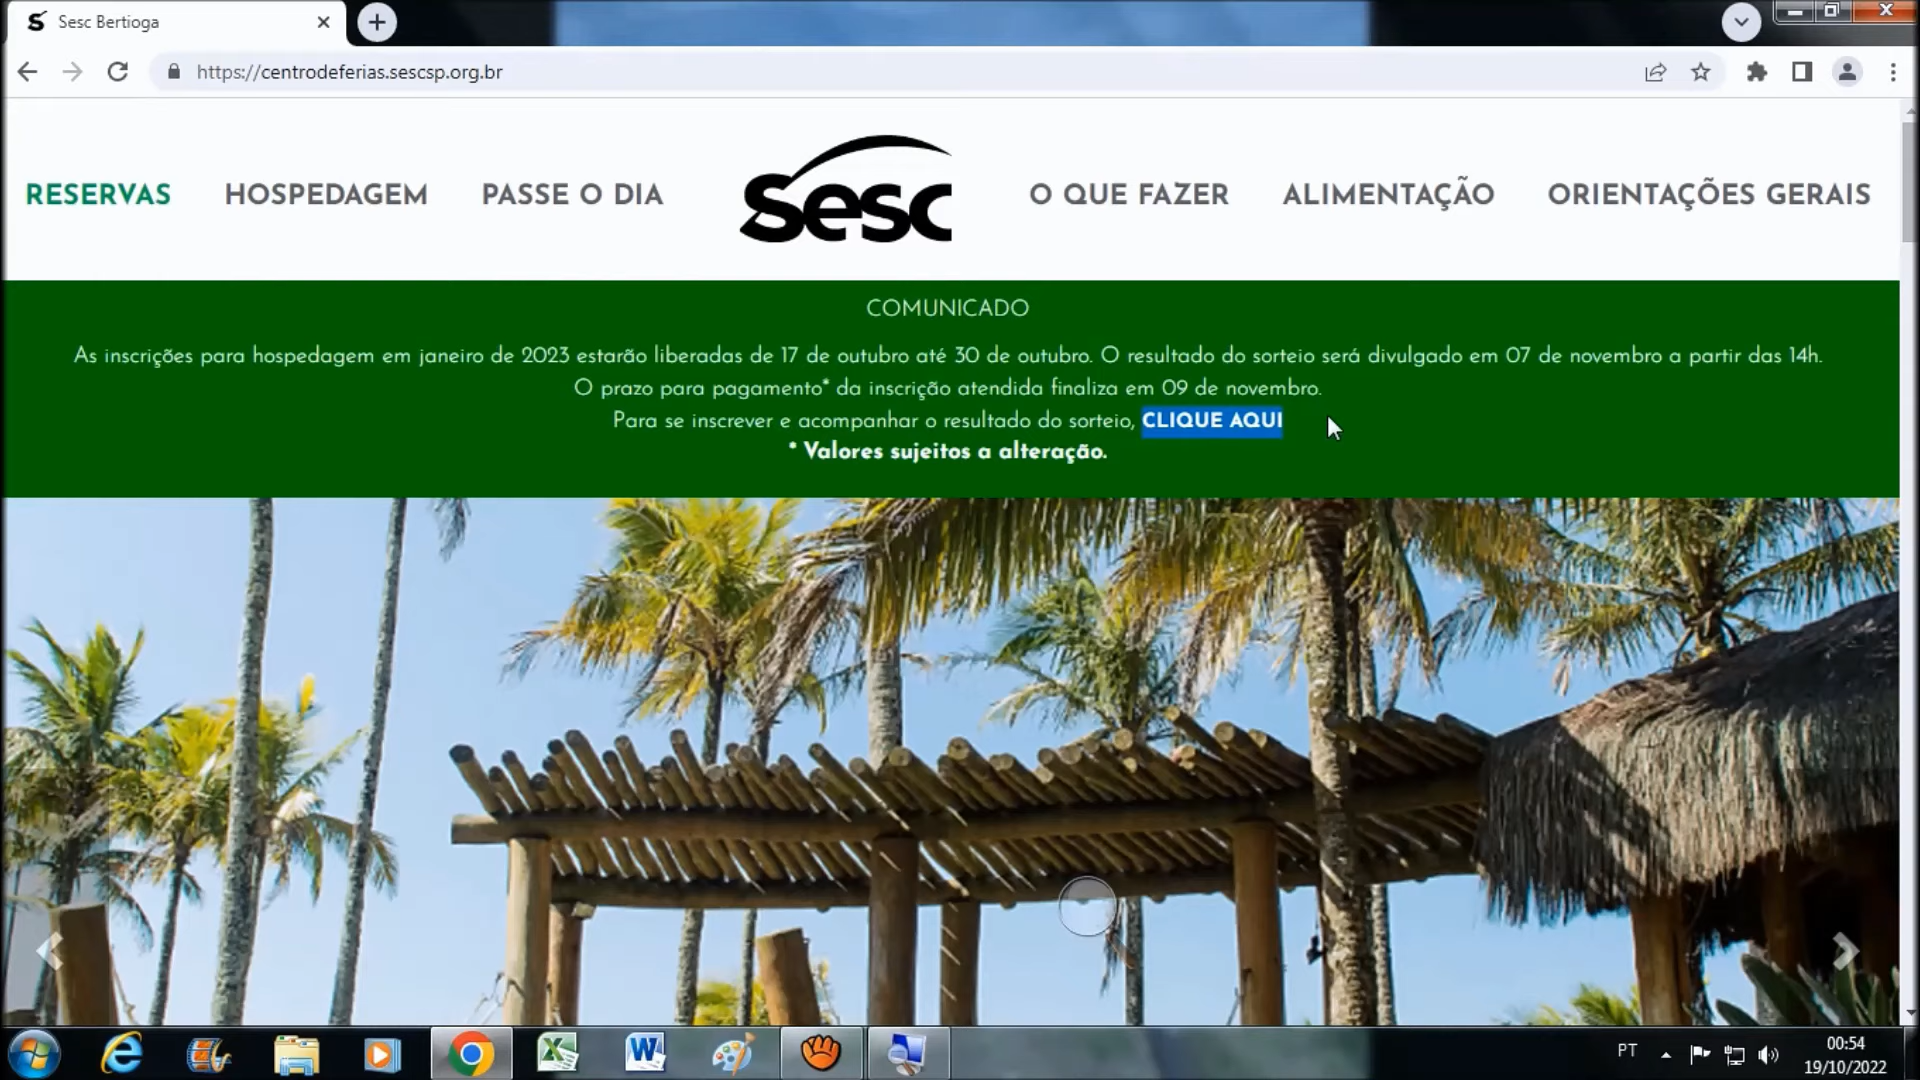 Sesc Bertioga
https://centrodeferias.sescsp.org.br
RESERVAS
HOSPEDAGEM
PASSE O DIA
Sesc
O QUE FAZER
ALIMENTAÇÃO
ORIENTAÇÕES GERAIS
COMUNICADO
As inscrições para hospedagem em janeiro de 2023 estarão liberadas de 17 de outubro até 30 de outubro. O resultado do sorteio será divulgado em 07 de novembro a partir das 14h.
O prazo para pagamento* da inscrição atendida finaliza em 09 de novembro.
Para se inscrever e acompanhar o resultado do sorteio, CLIQUE AQUI
* Valores sujeitos a alteração.
PT
00:54
19/10/2022